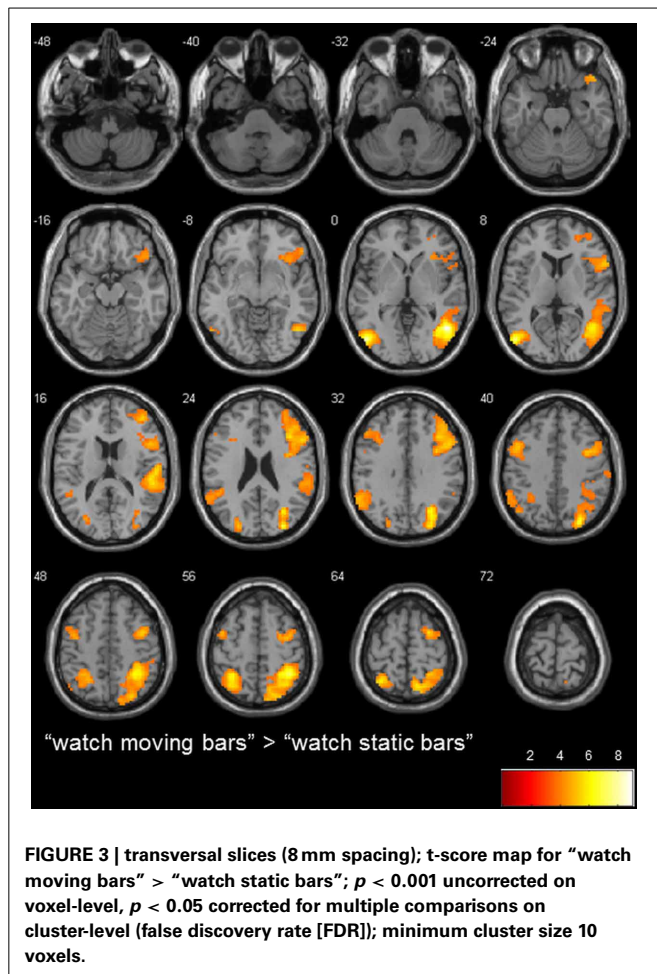 -48 -40 -32 -24
-16 -8 0 8
16 24 32 40
48 56 64 72
“watch moving bars” > “watch static bars”
2 4 6 8
FIGURE 3 | transversal slices (8 mm spacing); t-score map for “watch
moving bars” > “watch static bars”; p < 0.001 uncorrected on
voxel-level, p < 0.05 corrected for multiple comparisons on
cluster-level (false discovery rate [FDR]); minimum cluster size 10
voxels.